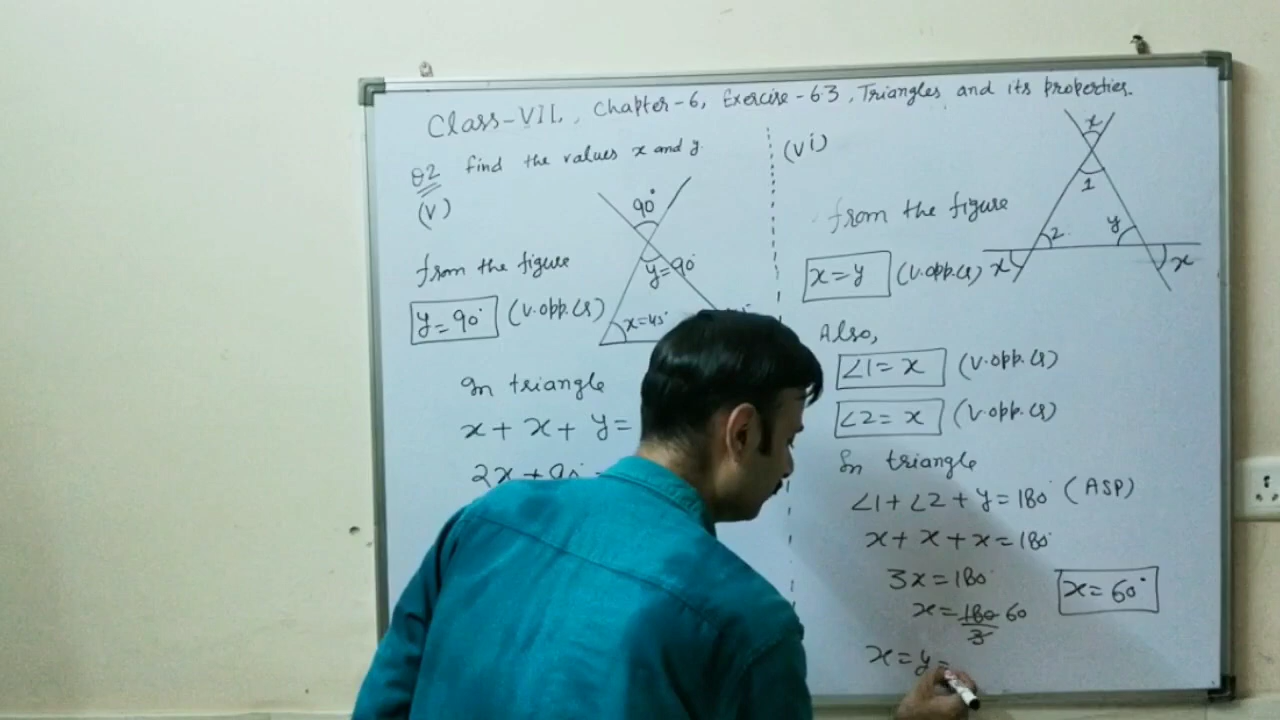 Class-VII, Chapter-6, Exercise-6.3, Triangles and its properties.
Q2 find the values x and y.
(v)
90°
y=90°
x=45°
from the figure
y=90° (V.opp.∠s)
In triangle
x+x+y=
2x+90
(vi)
x
1
2
y
x
x
from the figure
x=y (V.opp.∠s)
Also,
∠1=x (V.opp.∠s)
∠2=x (V.opp.∠s)
In triangle
∠1+∠2+y=180° (ASP)
x+x+x=180°
3x=180°
x=180/3 60
x=60°
x=y=